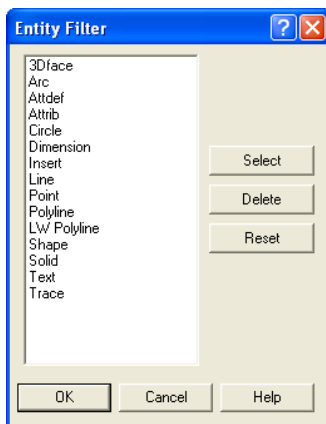 Entity Filter
3Dface
Arc
Attdef
Attrib
Circle
Dimension
Insert
Line
Point
Polyline
LW Polyline
Shape
Solid
Text
Trace
Select
Delete
Reset
OK
Cancel
Help